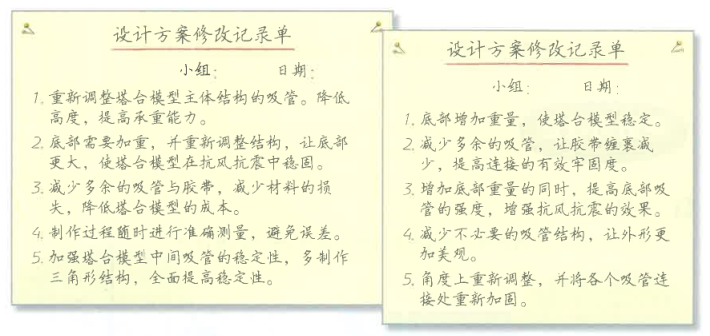 设计方案修改记录单
小组：　　日期：
1. 重新调整塔台模型主体结构的吸管。降低
高度，提高承重能力。
2. 底部需要加重，并重新调整结构，让底部
更大，使塔台模型在抗风抗震中稳固。
3. 减少多余的吸管与胶带，减少材料的损
失，降低塔台模型的成本。
4. 制作过程随时进行准确测量，避免误差。
5. 加强塔台模型中间吸管的稳定性，多制作
三角形结构，全面提高稳定性。
设计方案修改记录单
小组：　　日期：
1. 底部增加重量，使塔台模型稳定。
2. 减少多余的吸管，让胶带缠裹减
少，提高连接的有效牢固度。
3. 增加底部重量的同时，提高底部吸
管的强度，增强抗风抗震的效果。
4. 减少不必要的吸管结构，让外形更
加美观。
5. 角度上重新调整，并将各个吸管连
接处重新加固。